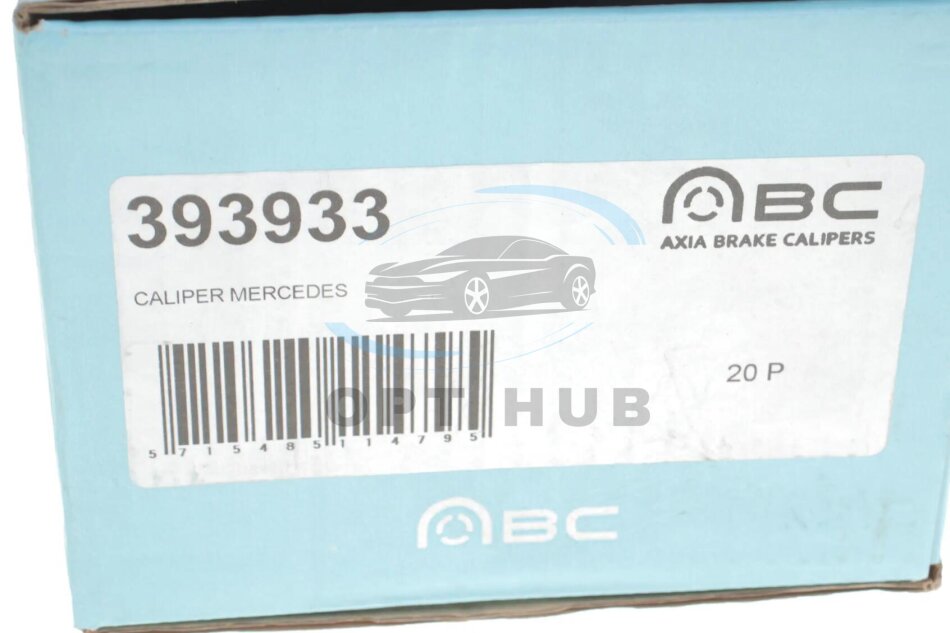 393933
ABC
AXIA BRAKE CALIPERS
CALIPER MERCEDES
20 P
OPT HUB
5715485114795
ABC